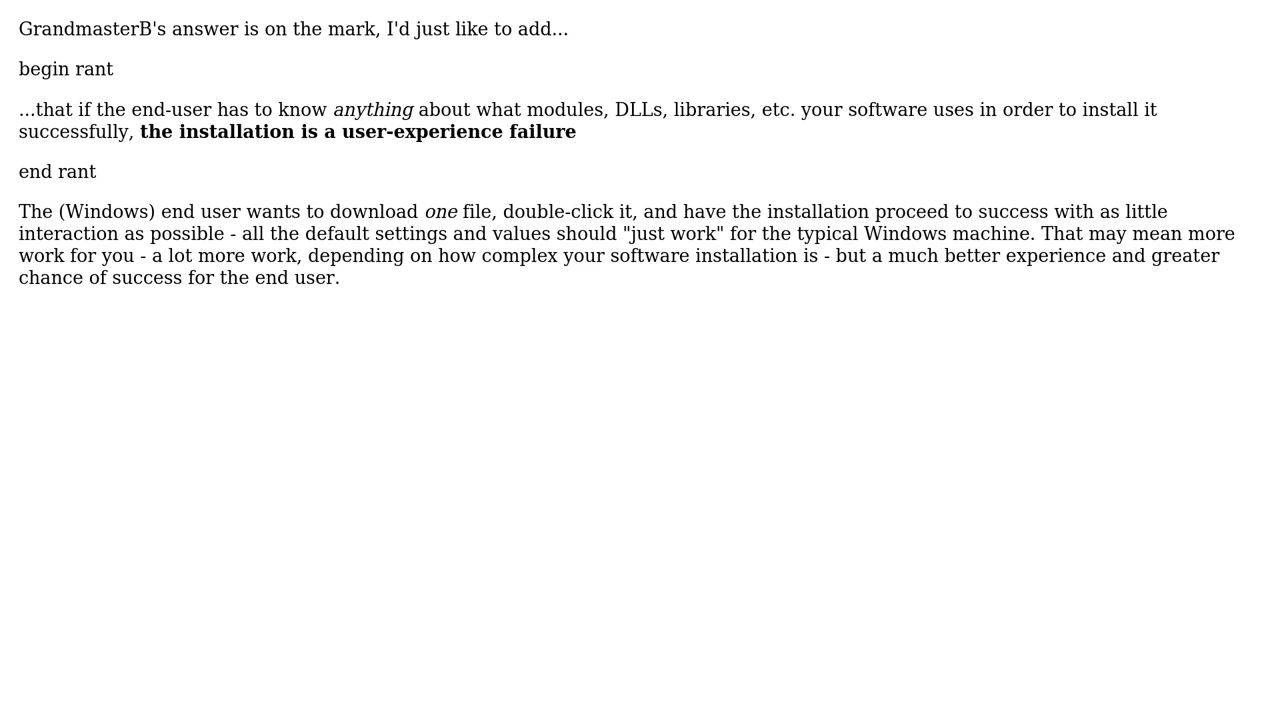 GrandmasterB's answer is on the mark, I'd just like to add...
begin rant
...that if the end-user has to know anything about what modules, DLLs, libraries, etc. your software uses in order to install it
successfully, the installation is a user-experience failure
end rant
The (Windows) end user wants to download one file, double-click it, and have the installation proceed to success with as little
interaction as possible - all the default settings and values should "just work" for the typical Windows machine. That may mean more
work for you - a lot more work, depending on how complex your software installation is - but a much better experience and greater
chance of success for the end user.